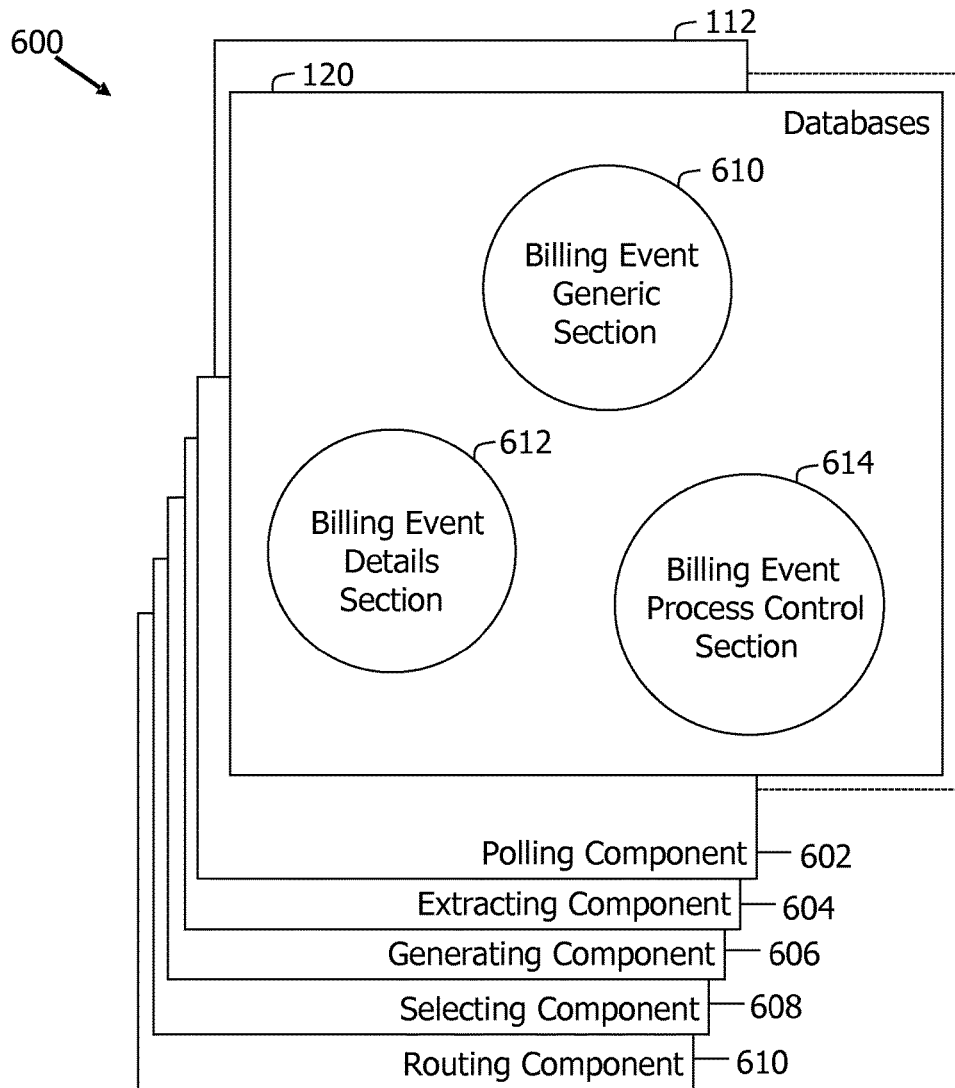 600
112
120
Databases
610
Billing Event
Generic
Section
612
Billing Event
Details
Section
614
Billing Event
Process Control
Section
Polling Component
602
Extracting Component
604
Generating Component
606
Selecting Component
608
Routing Component
610